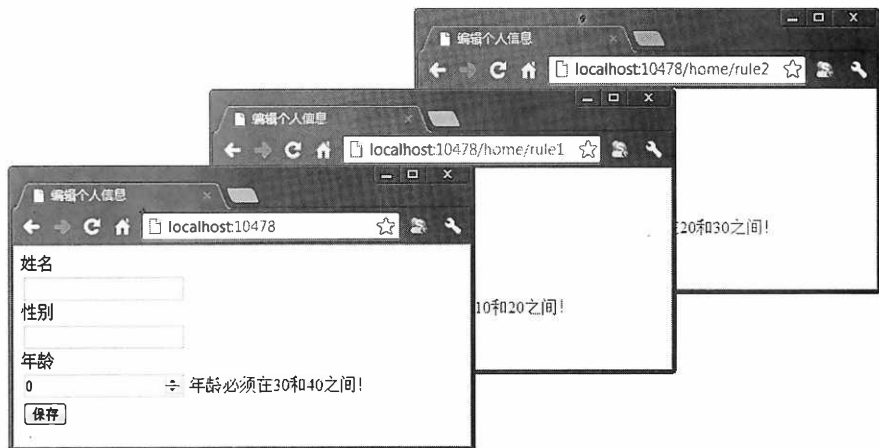 编辑个人信息
localhost:10478/home/rule2
20和30之间！
编辑个人信息
localhost:10478/home/rule1
10和20之间！
编辑个人信息
localhost:10478
姓名
性别
年龄
0 年龄必须在30和40之间！
保存